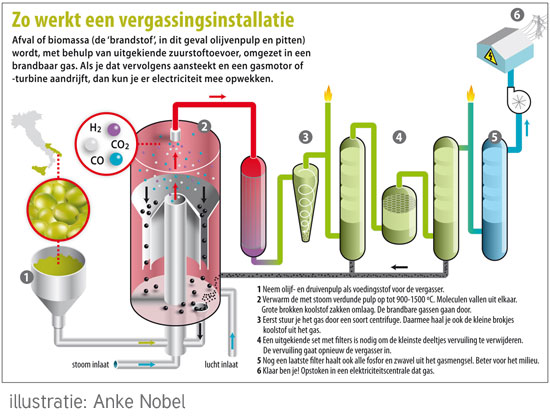 Zo werkt een vergassingsinstallatie
Afval of biomassa (de ‘brandstof’, in dit geval olijvenpulp en pitten)
wordt, met behulp van uitgekiende zuurstoftoevoer, omgezet in een
brandbaar gas. Als je dat vervolgens aansteekt en een gasmotor of
-turbine aandrijft, dan kun je er electriciteit mee opwekken.
6
H2
CO2
CO
2
3
4
5
1
stoom inlaat
lucht inlaat
1 Neem olijf- en druivenpulp als voedingsstof voor de vergasser.
2 Verwarm de met stoom verdunde pulp op tot 900-1500 ºC. Moleculen vallen uit elkaar.
Grote brokken koolstof zakken omlaag. De brandbare gassen gaan door.
3 Eerst stuur je het gas door een soort centrifuge. Daarmee haal je ook de kleine brokjes
koolstof uit het gas.
4 Een uitgekiende set met filters is nodig om de kleinste deeltjes vervuiling te verwijderen.
De vervuiling gaat opnieuw de vergasser in.
5 Nog een laatste filter haalt ook alle fosfor en zwavel uit het gasmengsel. Beter voor het milieu.
6 Klaar ben je! Opstoken in een elektriciteitscentrale dat gas.
illustratie: Anke Nobel